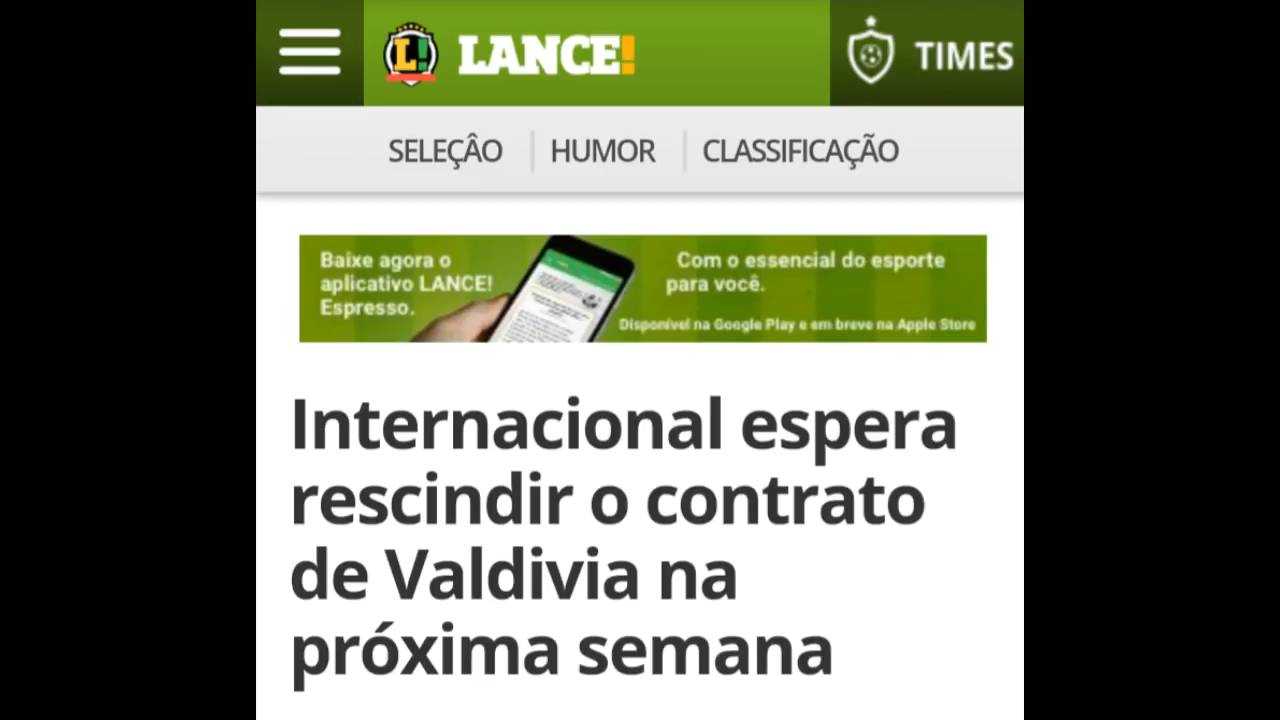 LANCE!
TIMES
SELEÇÂO
HUMOR
CLASSIFICAÇÃO
Baixe agora o
aplicativo LANCE!
Espresso.
Com o essencial do esporte
para você.
Disponível na Google Play e em breve na Apple Store
Internacional espera
rescindir o contrato
de Valdivia na
próxima semana